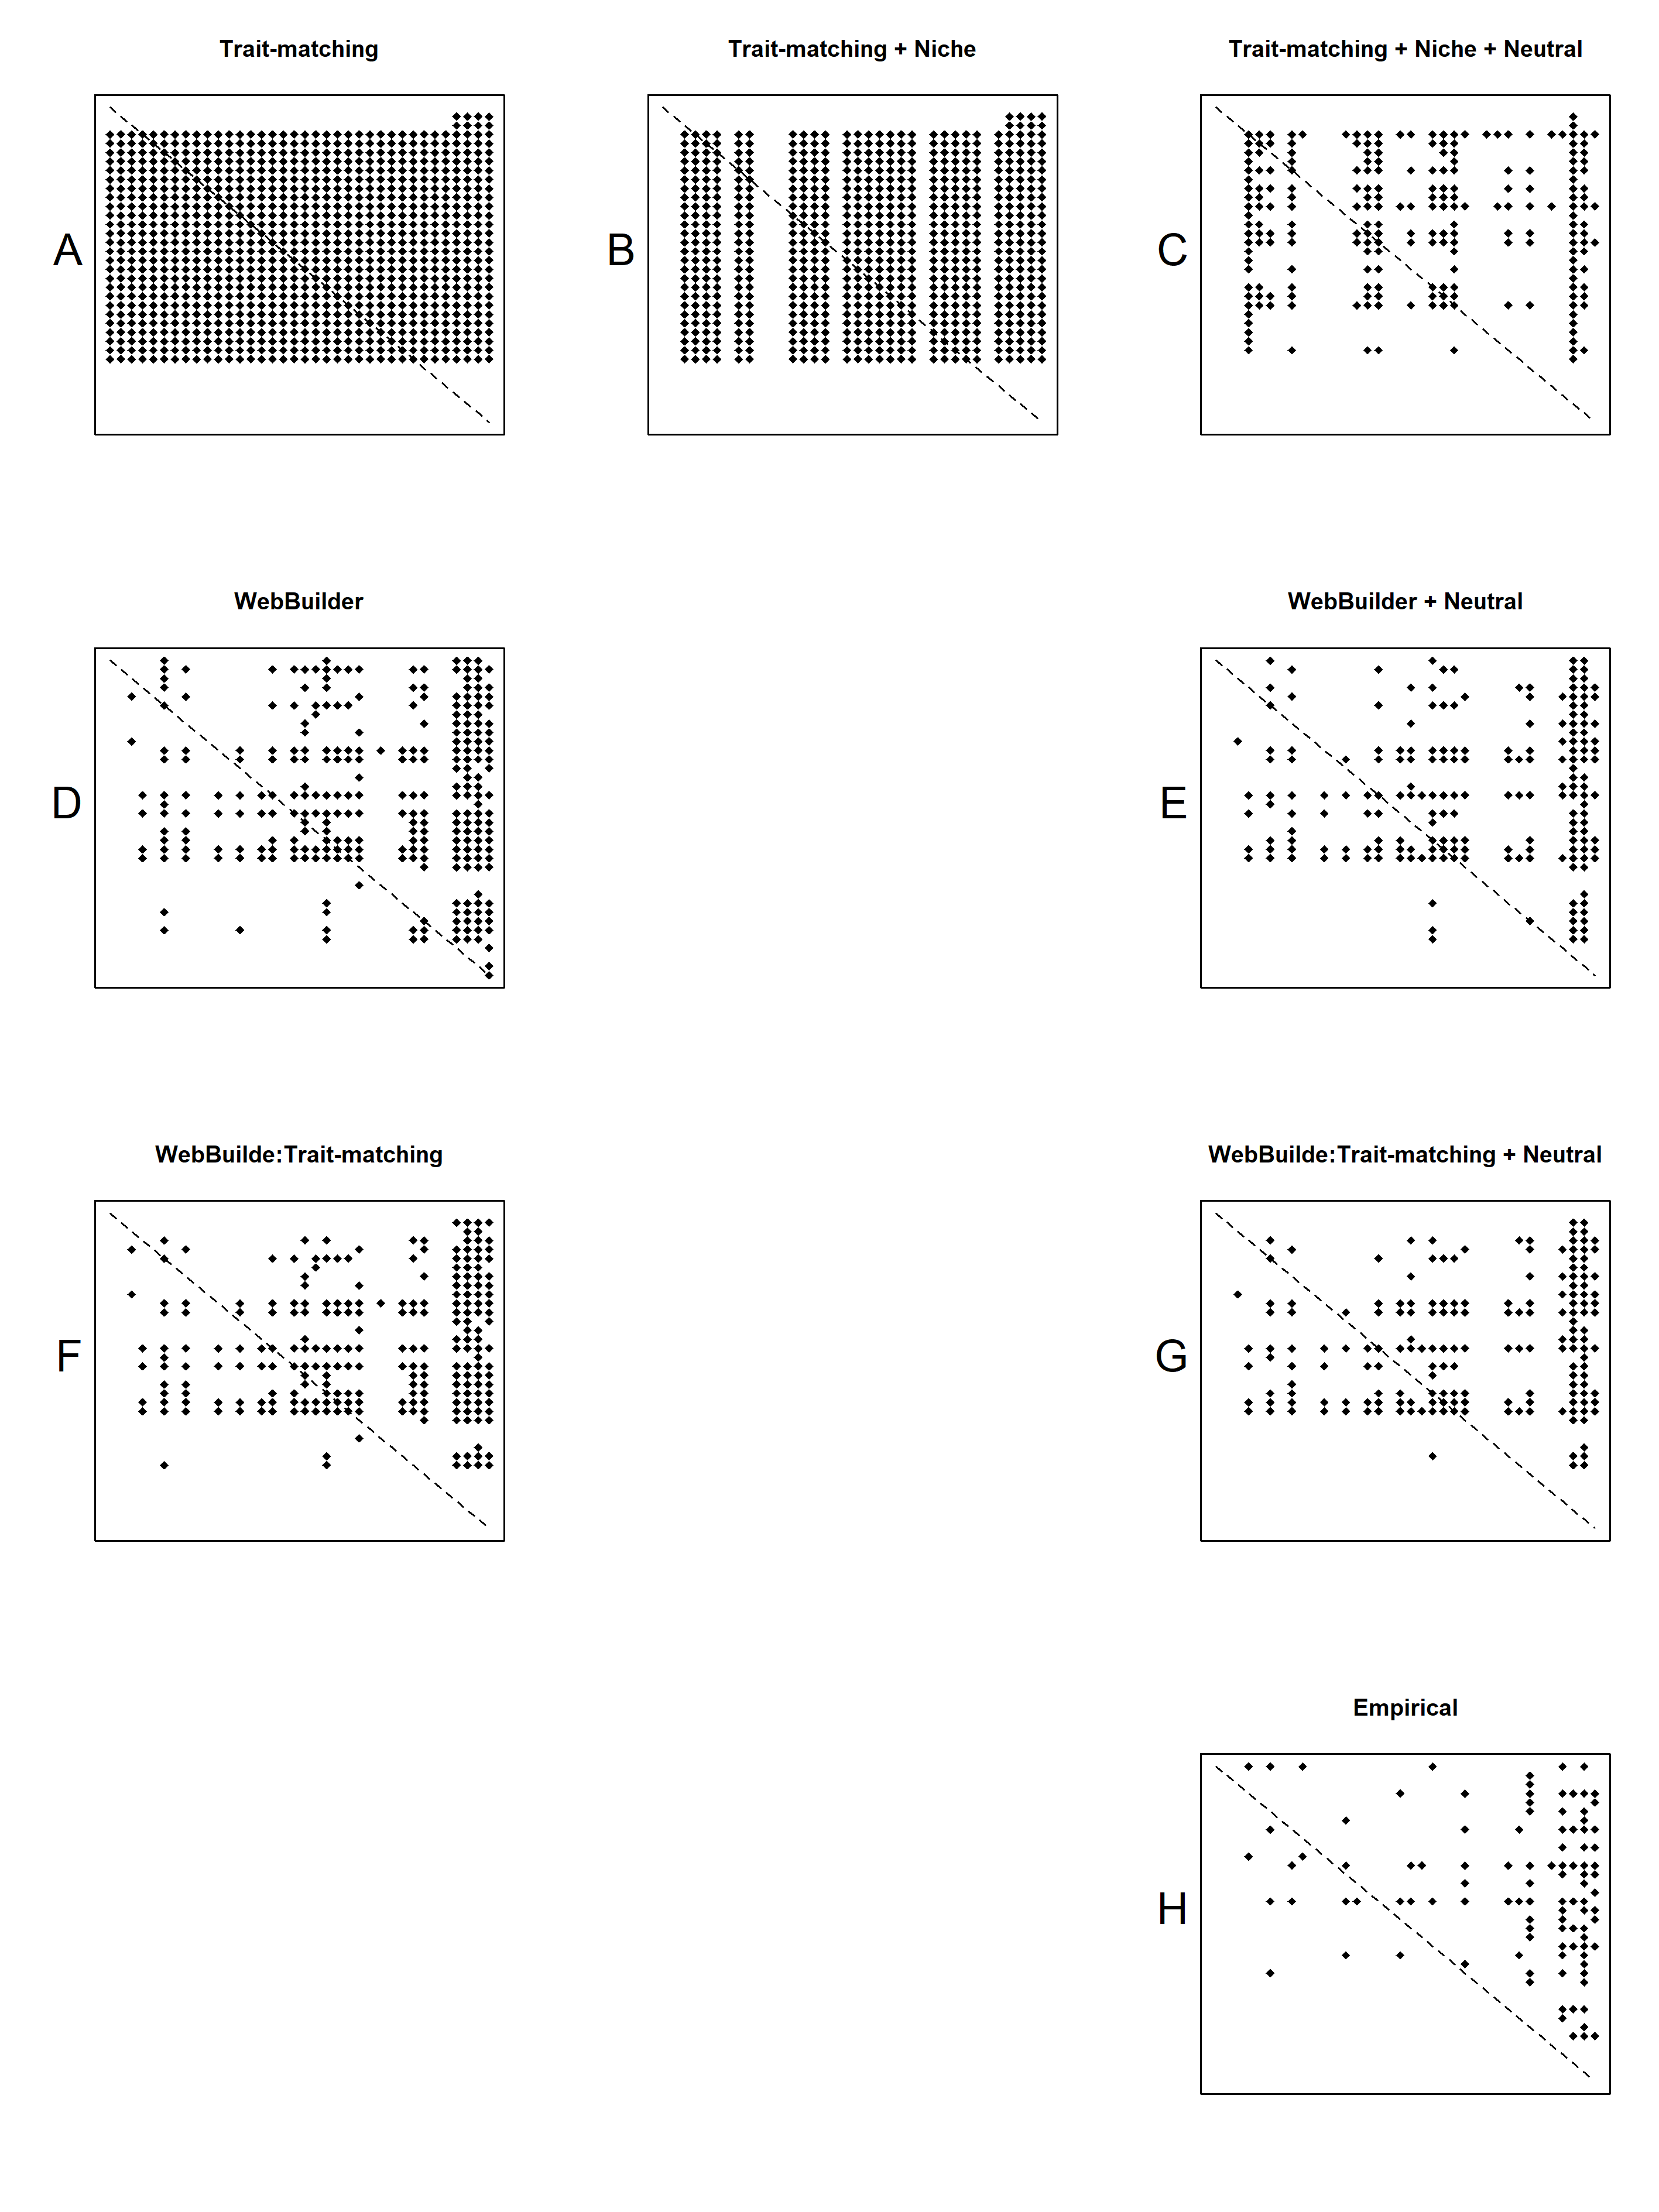 Trait-matching
Trait-matching + Niche
Trait-matching + Niche + Neutral
A
B
C
WebBuilder
WebBuilder + Neutral
D
E
WebBuilde:Trait-matching
WebBuilde:Trait-matching + Neutral
F
G
Empirical
H